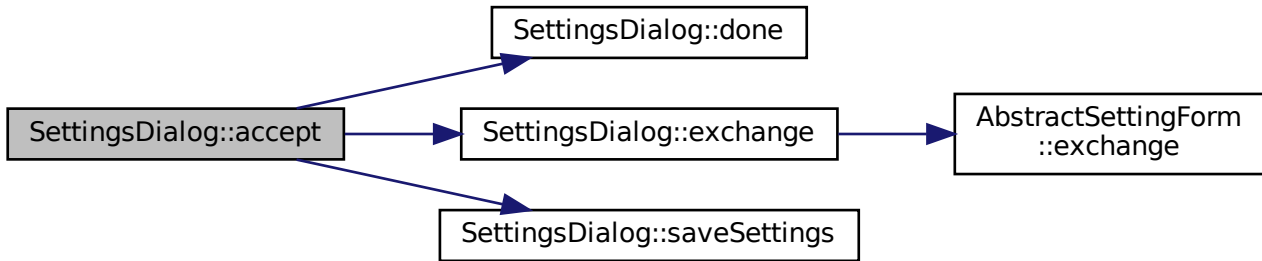 SettingsDialog::done
SettingsDialog::accept
SettingsDialog::exchange
AbstractSettingForm
::exchange
SettingsDialog::saveSettings